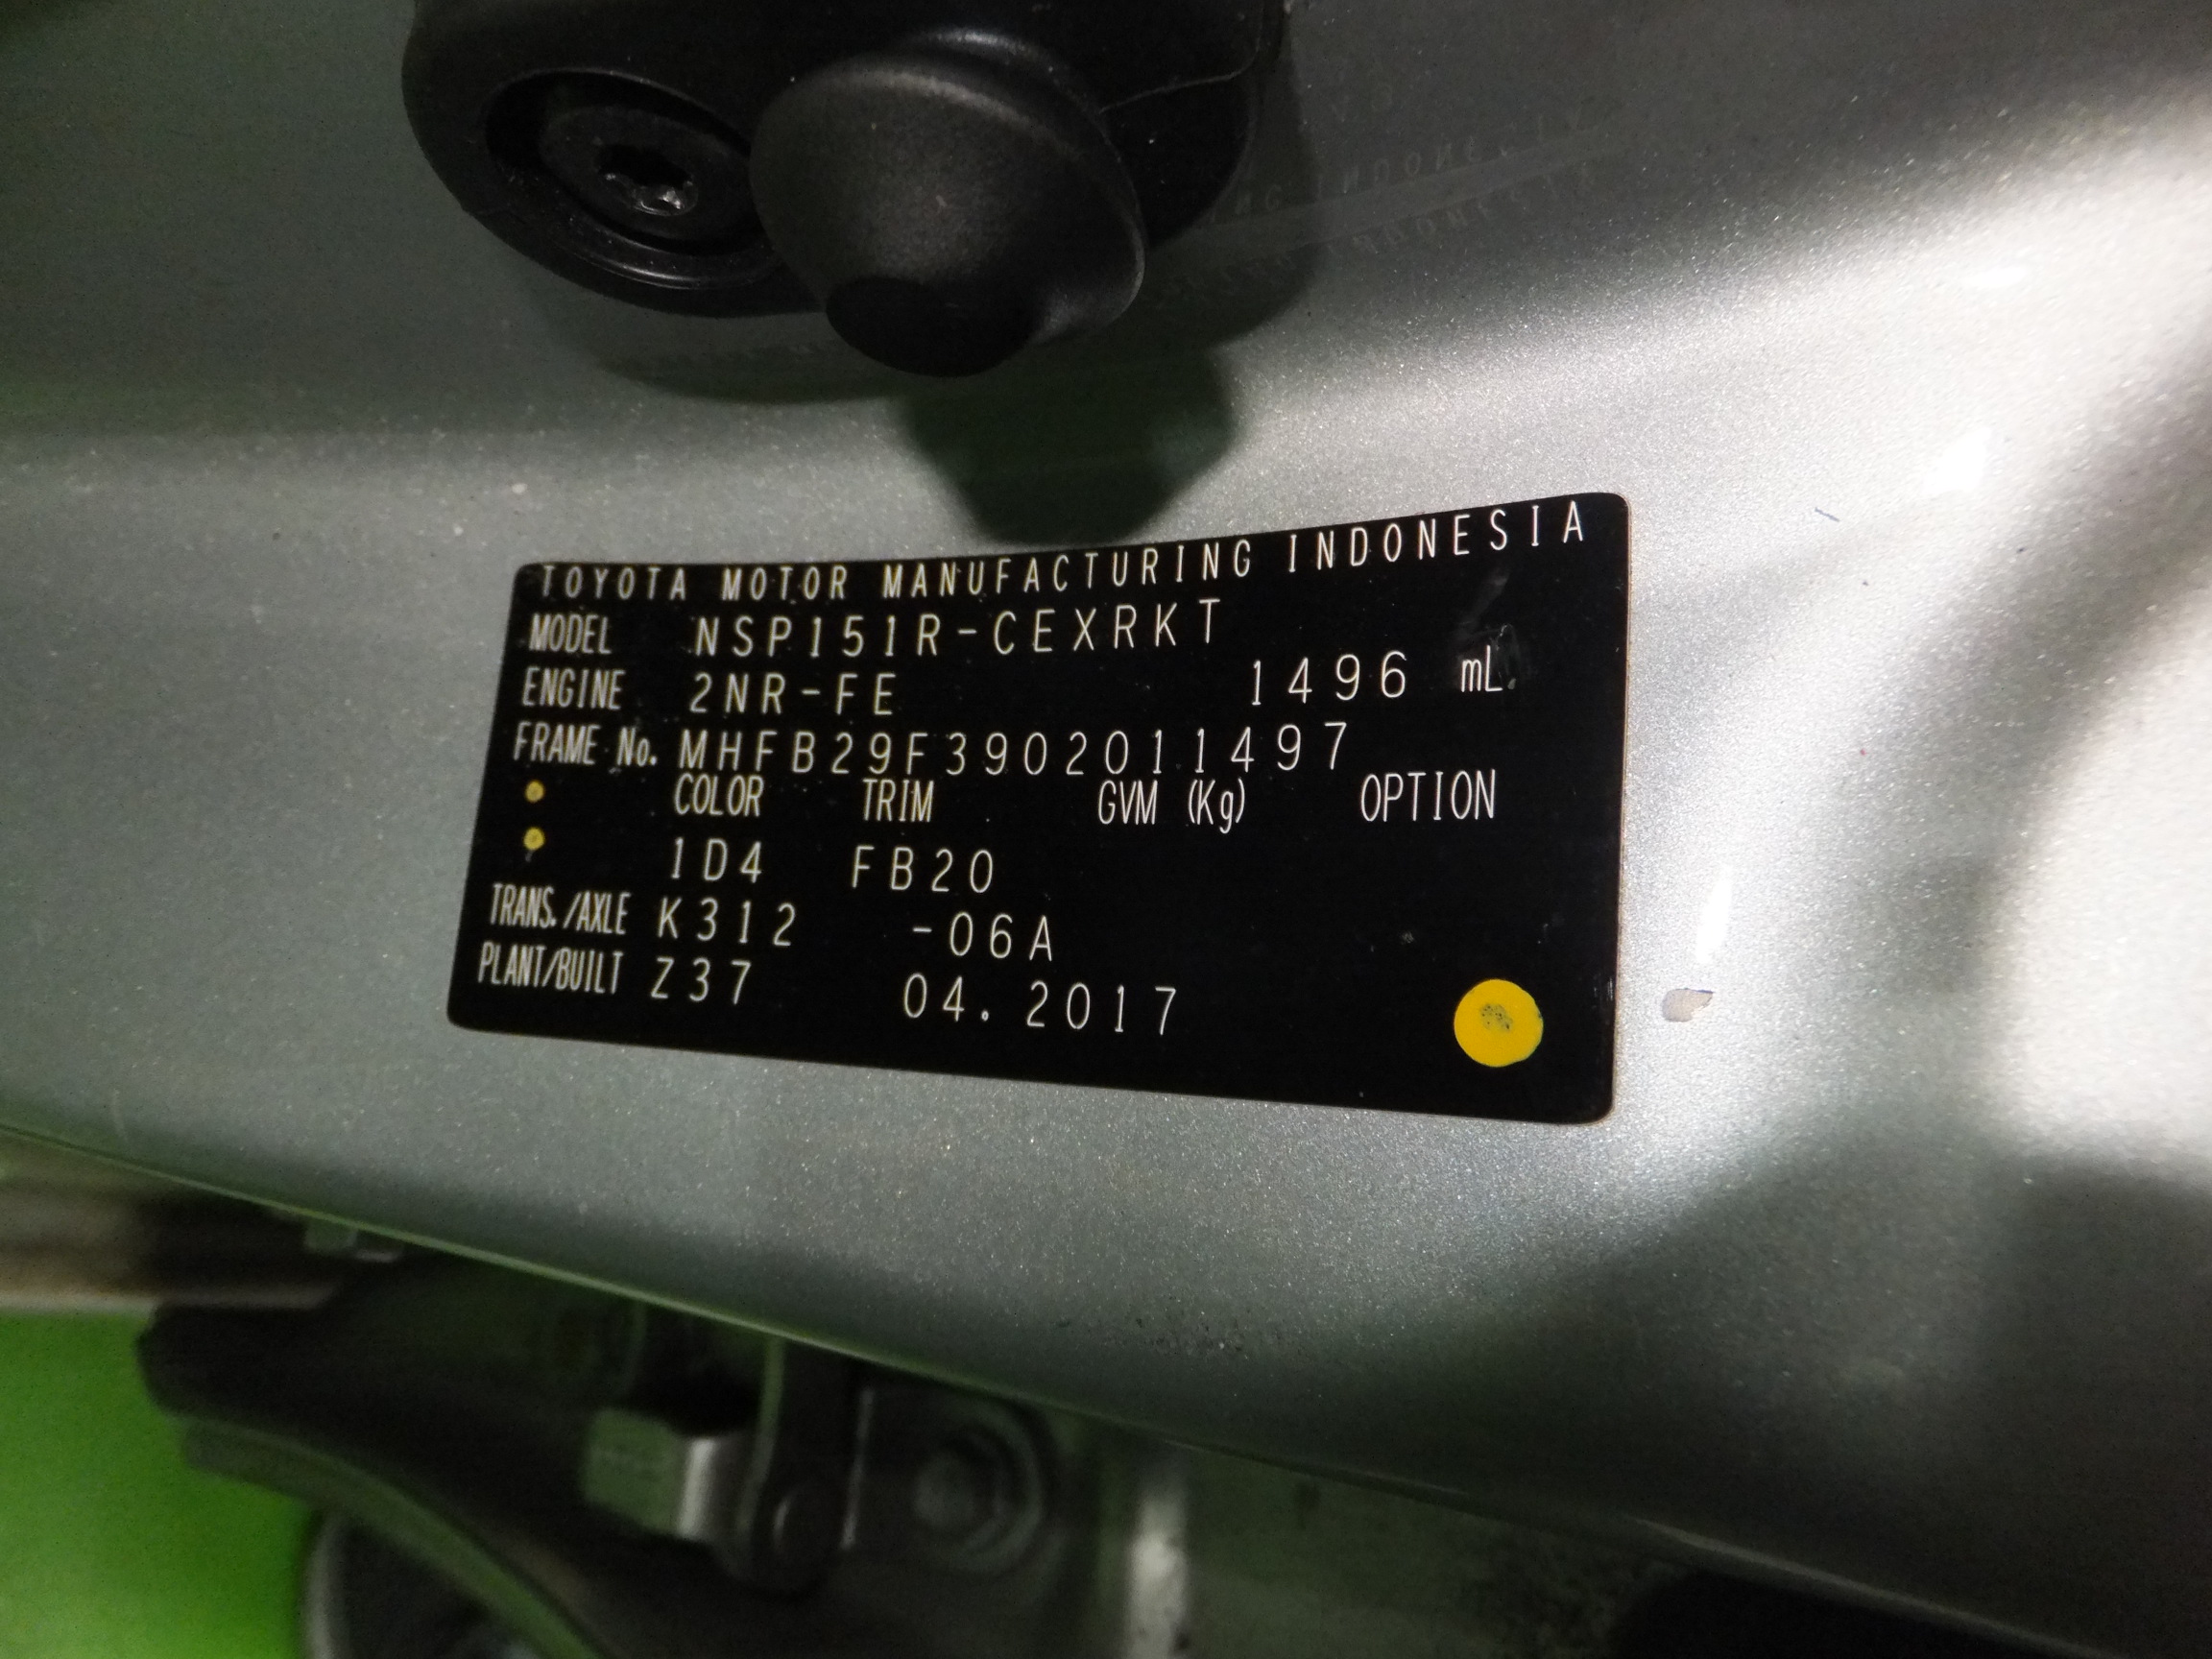 TOYOTA MOTOR MANUFACTURING INDONESIA
MODEL NSP151R-CEXRKT
ENGINE 2NR-FE 1496 mL.
FRAME No. MHFB29F3902011497
COLOR TRIM GVM (Kg) OPTION
1D4 FB20
TRANS./AXLE K312 -06A
PLANT/BUILT Z37 04.2017